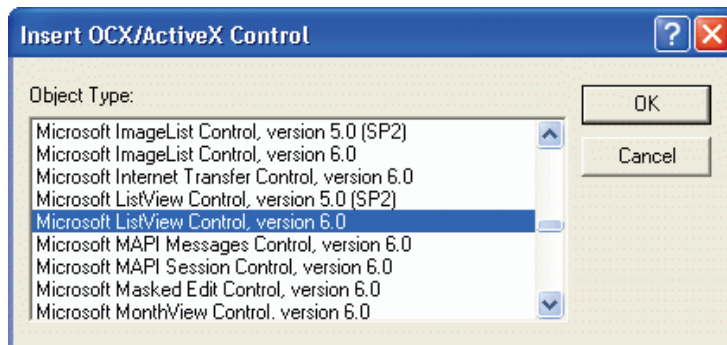 Insert OCX/ActiveX Control
Object Type:
Microsoft ImageList Control, version 5.0 (SP2)
Microsoft ImageList Control, version 6.0
Microsoft Internet Transfer Control, version 6.0
Microsoft ListView Control, version 5.0 (SP2)
Microsoft ListView Control, version 6.0
Microsoft MAPI Messages Control, version 6.0
Microsoft MAPI Session Control, version 6.0
Microsoft Masked Edit Control, version 6.0
Microsoft MonthView Control, version 6.0
OK
Cancel